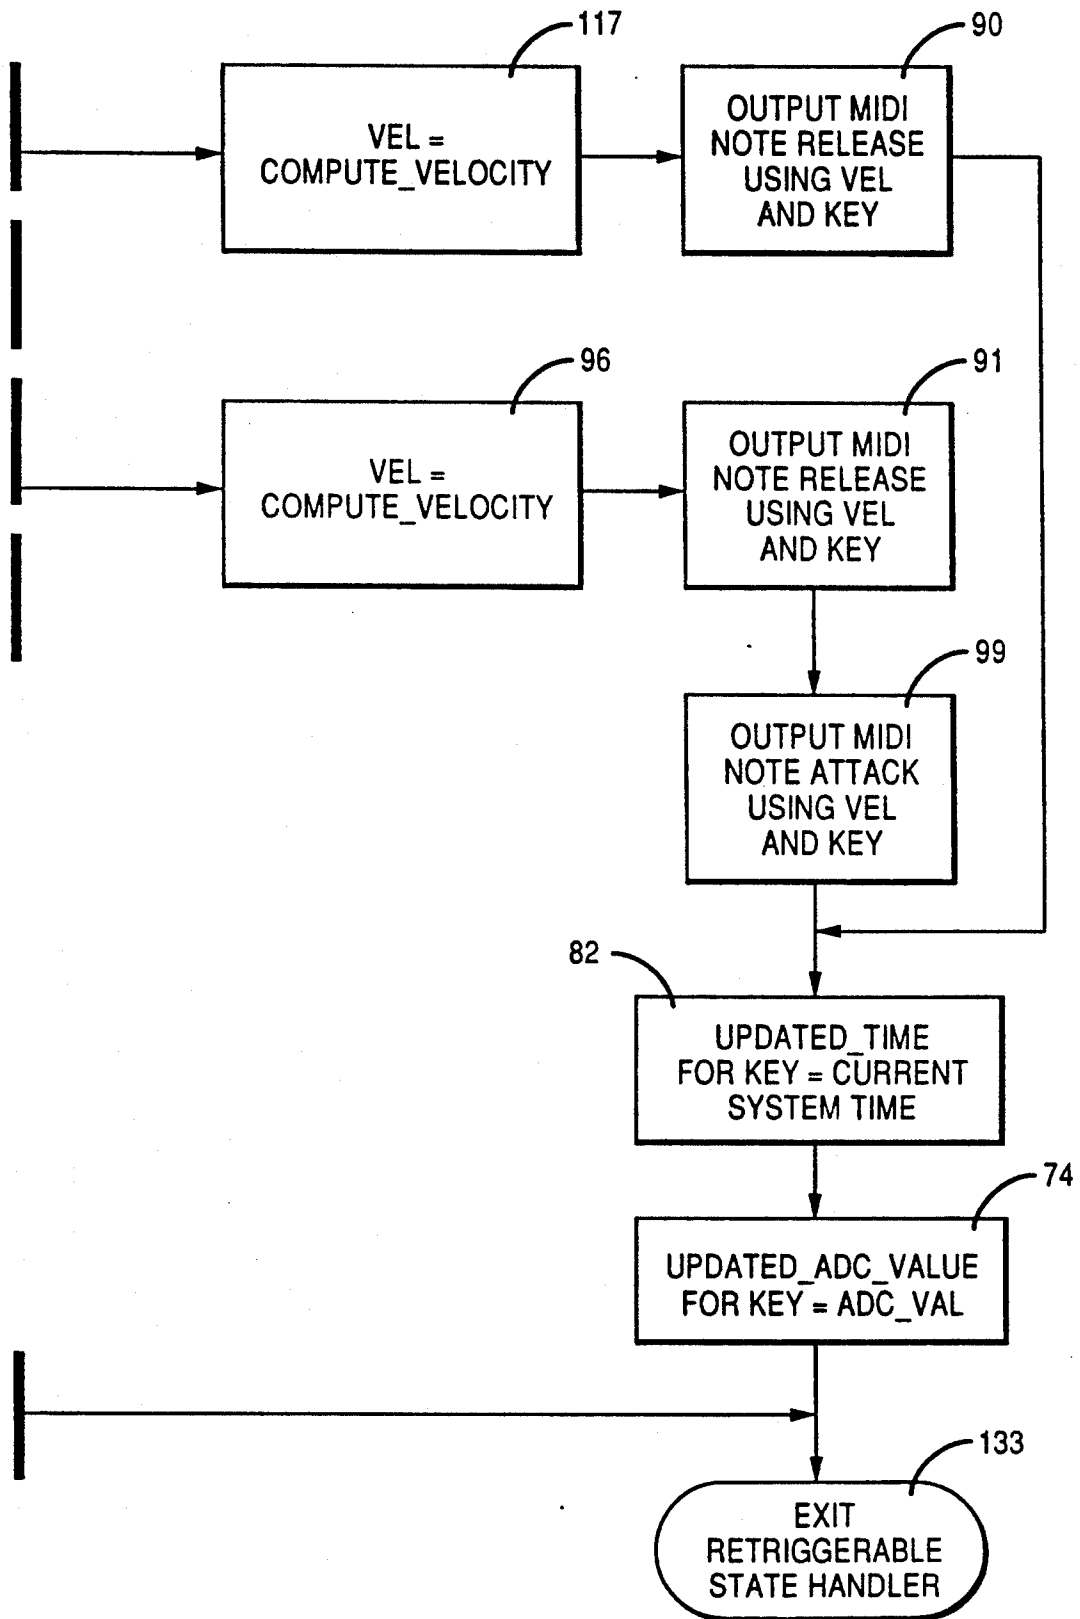 117
90
VEL =
COMPUTE_VELOCITY
OUTPUT MIDI
NOTE RELEASE
USING VEL
AND KEY
96
91
VEL =
COMPUTE_VELOCITY
OUTPUT MIDI
NOTE RELEASE
USING VEL
AND KEY
99
OUTPUT MIDI
NOTE ATTACK
USING VEL
AND KEY
82
UPDATED_TIME
FOR KEY = CURRENT
SYSTEM TIME
74
UPDATED_ADC_VALUE
FOR KEY = ADC_VAL
133
EXIT
RETRIGGERABLE
STATE HANDLER